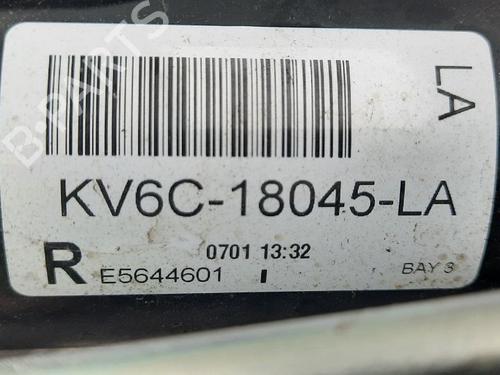 B-PARTS
LA
KV6C-18045-LA
0701 13:32
R E5644601 BAY 3